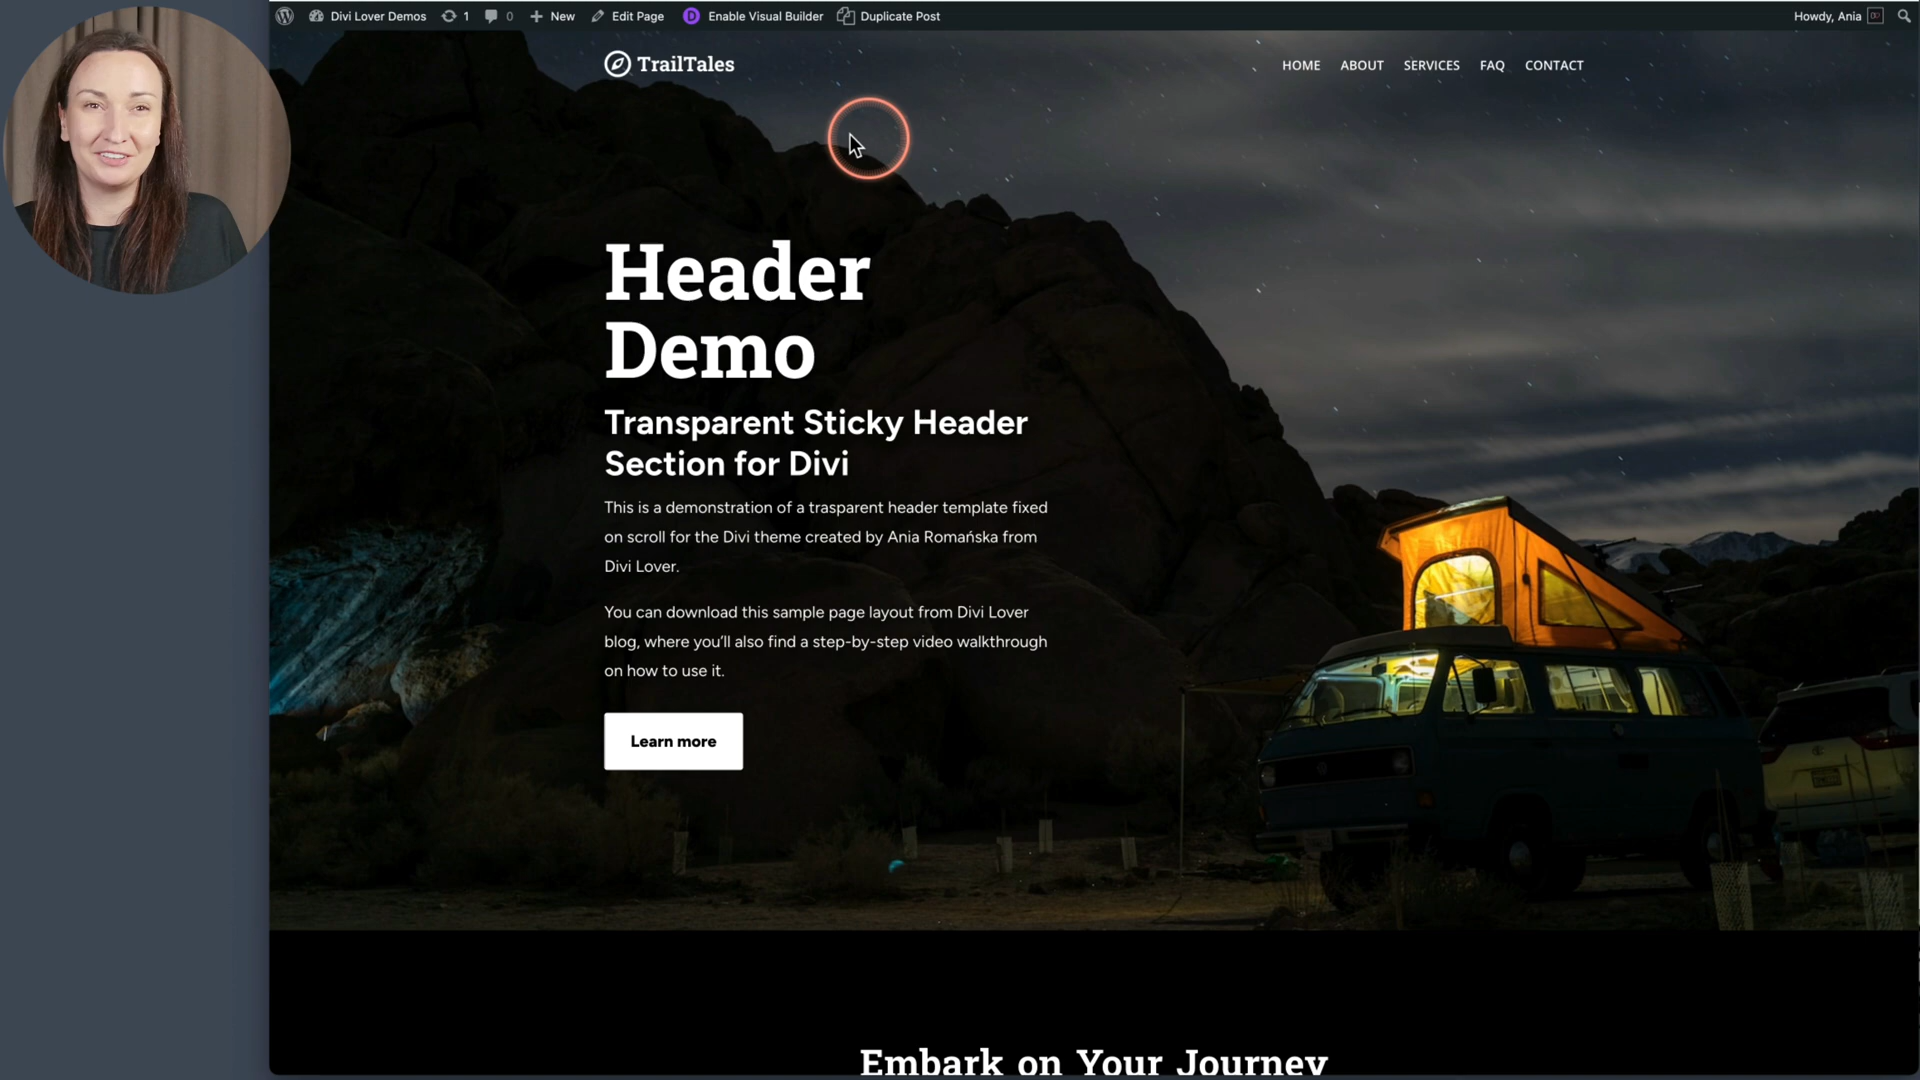 Divi Lover Demos 1 0 New Edit Page Enable Visual Builder Duplicate Post Howdy, Ania
TrailTales HOME ABOUT SERVICES FAQ CONTACT
Header
Demo
Transparent Sticky Header
Section for Divi
This is a demonstration of a trasparent header template fixed
on scroll for the Divi theme created by Ania Romańska from
Divi Lover.
You can download this sample page layout from Divi Lover
blog, where you'll also find a step-by-step video walkthrough
on how to use it.
Learn more
Embark on Your Journey